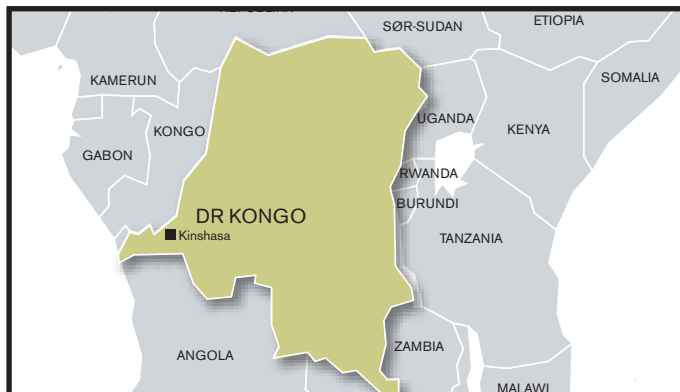 SØR-SUDAN
ETIOPIA
KAMERUN
SOMALIA
UGANDA
KENYA
KONGO
GABON
RWANDA
BURUNDI
DR KONGO
Kinshasa
TANZANIA
ANGOLA
ZAMBIA
MALAWI